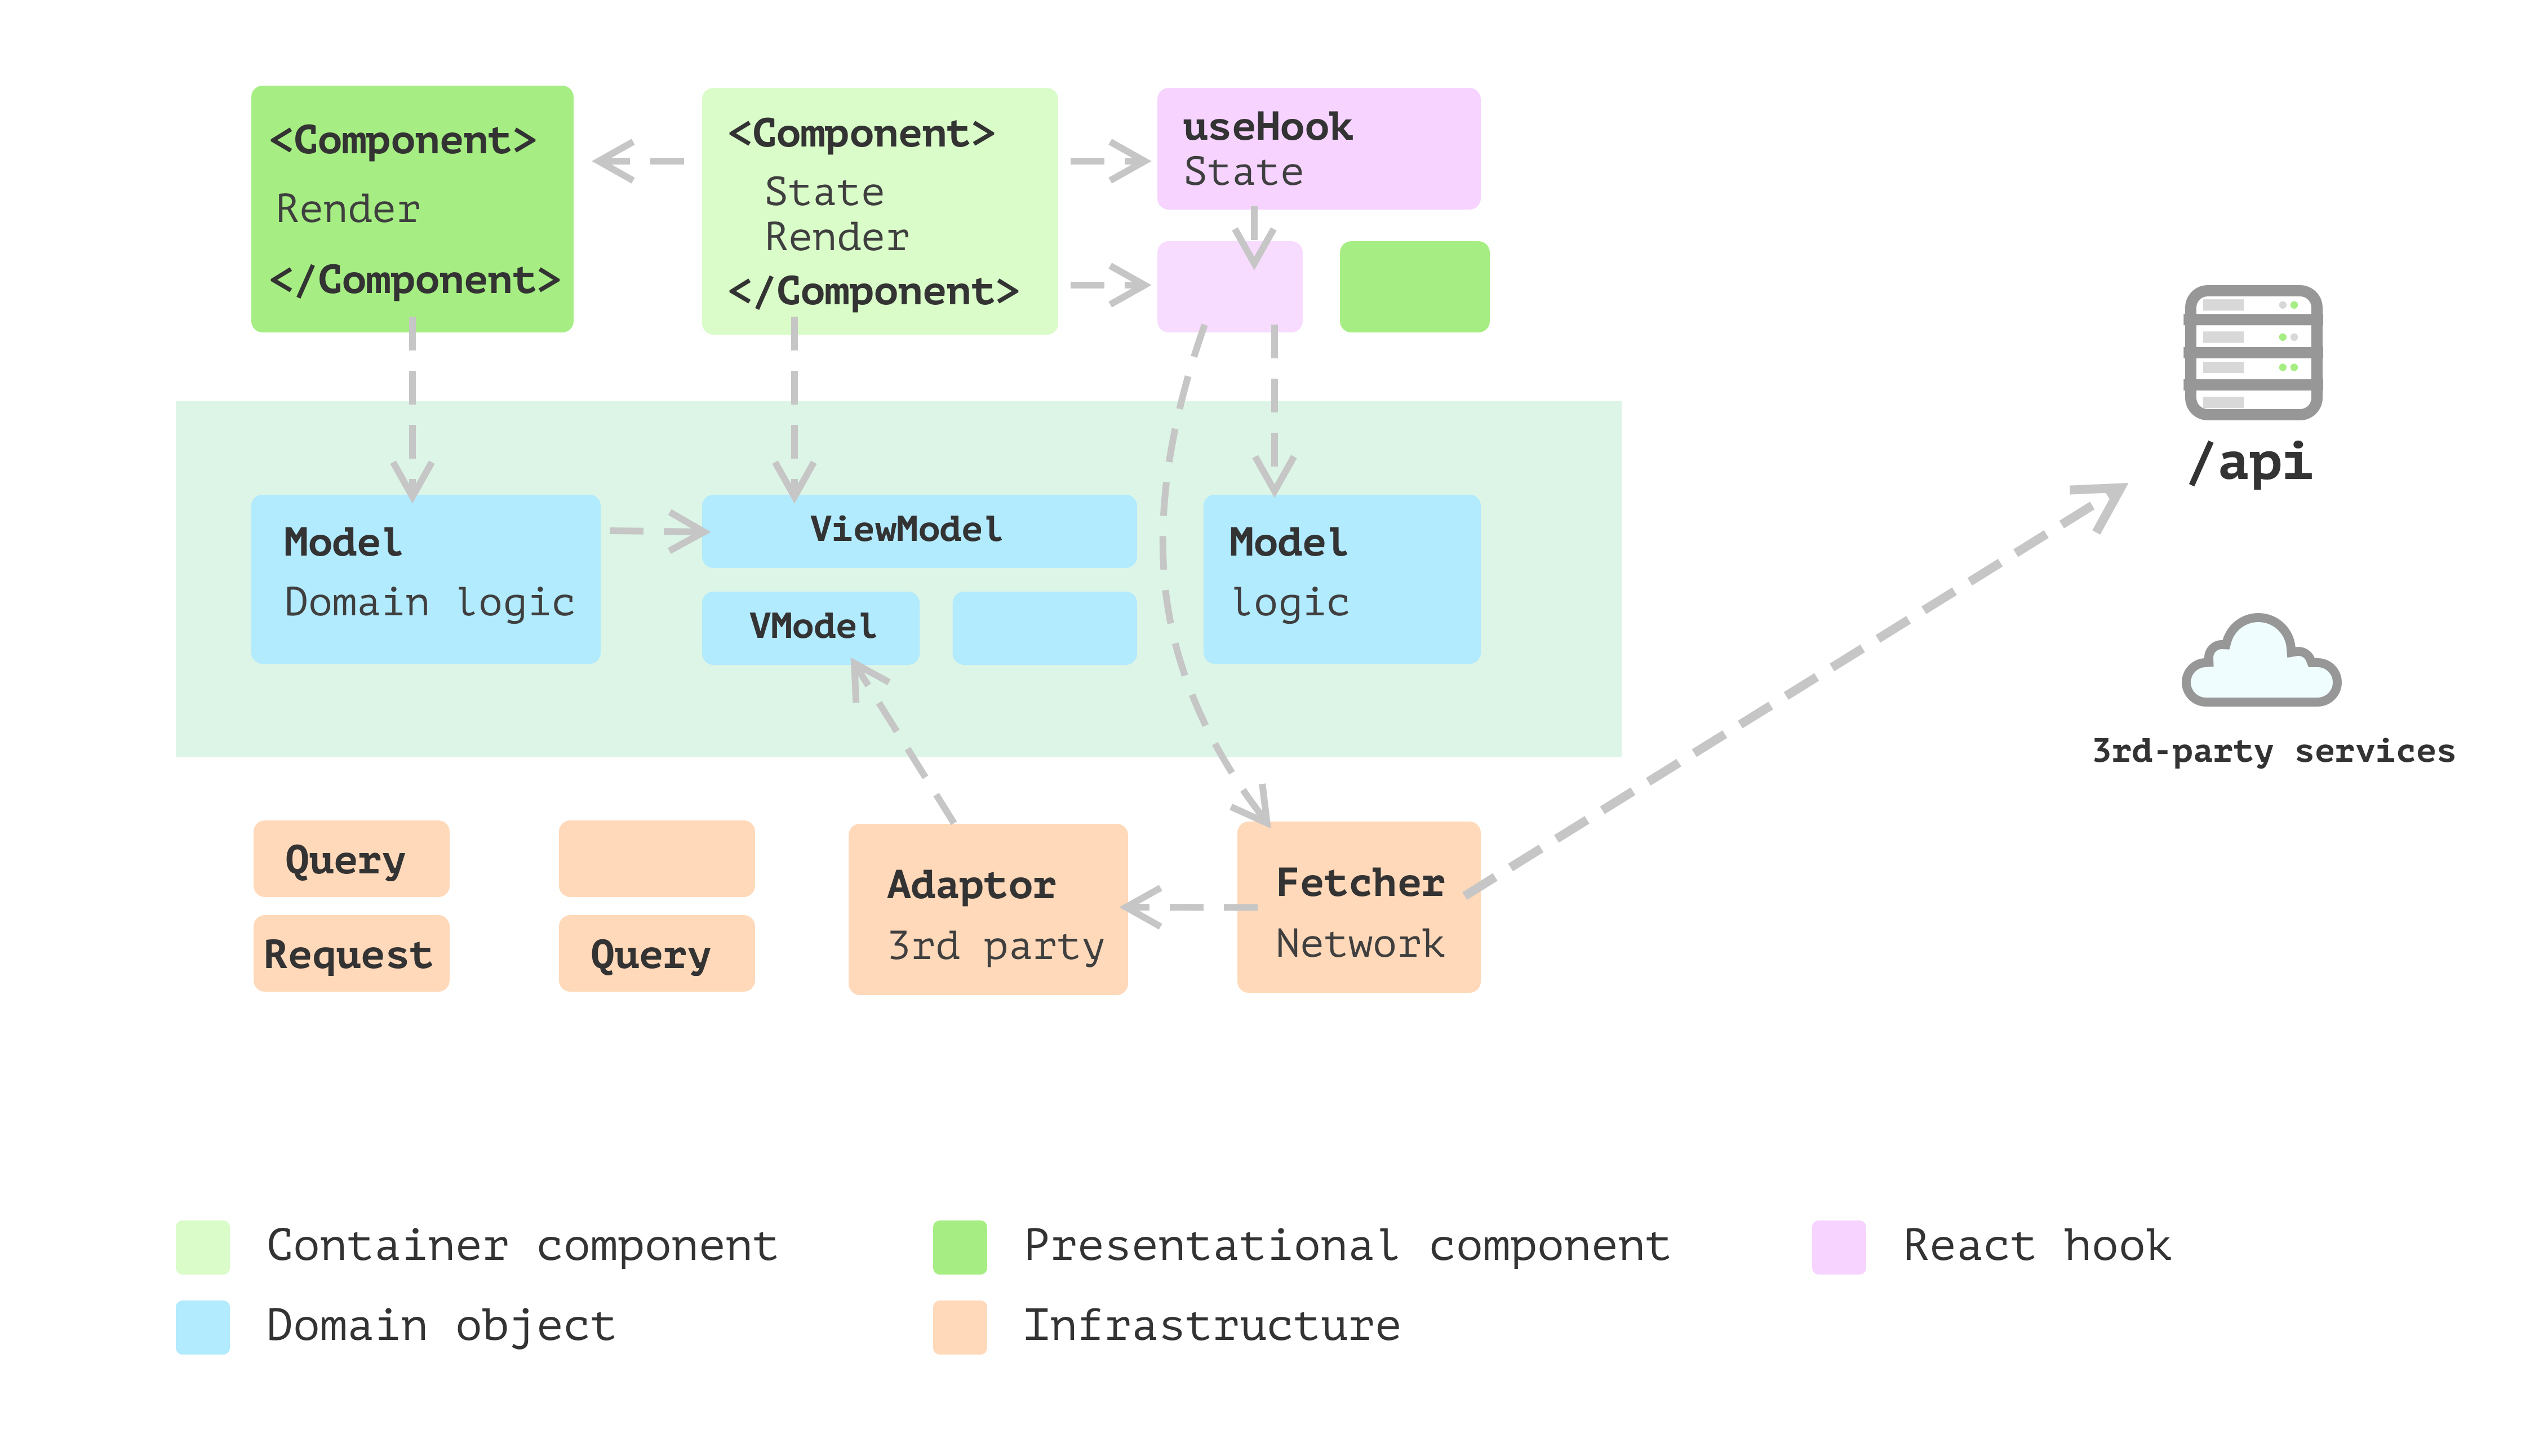 <Component>
Render
</Component>
<Component>
State
Render
</Component>
useHook
State
/api
3rd-party services
Model
Domain logic
ViewModel
VModel
Model
logic
Query
Request
Query
Adaptor
3rd party
Fetcher
Network
Container component
Presentational component
React hook
Domain object
Infrastructure